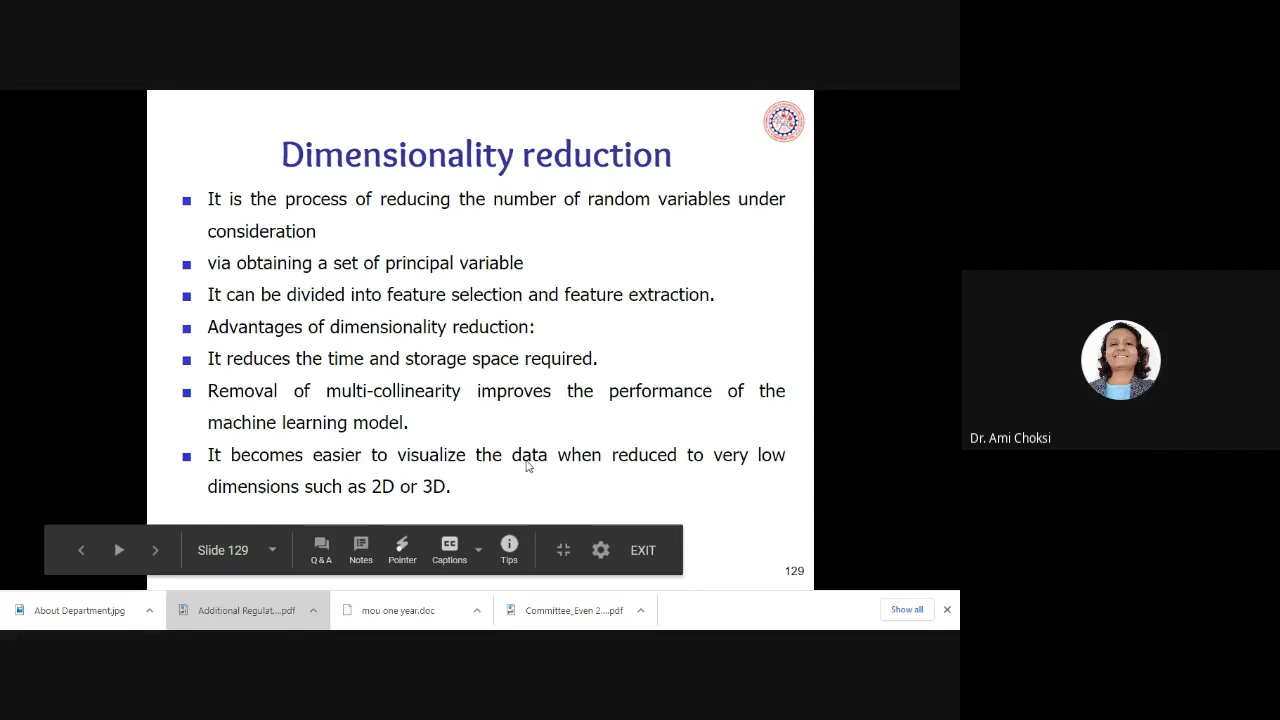 Dimensionality reduction
It is the process of reducing the number of random variables under
consideration
via obtaining a set of principal variable
It can be divided into feature selection and feature extraction.
Advantages of dimensionality reduction:
It reduces the time and storage space required.
Removal of multi-collinearity improves the performance of the
machine learning model.
It becomes easier to visualize the data when reduced to very low
dimensions such as 2D or 3D.
Dr. Ami Choksi
Slide 129
Q & A
Notes
Pointer
CC
Captions
Tips
EXIT
129
About Department.jpg
Additional Regulat....pdf
mou one year.doc
Committee_Even 2....pdf
Show all